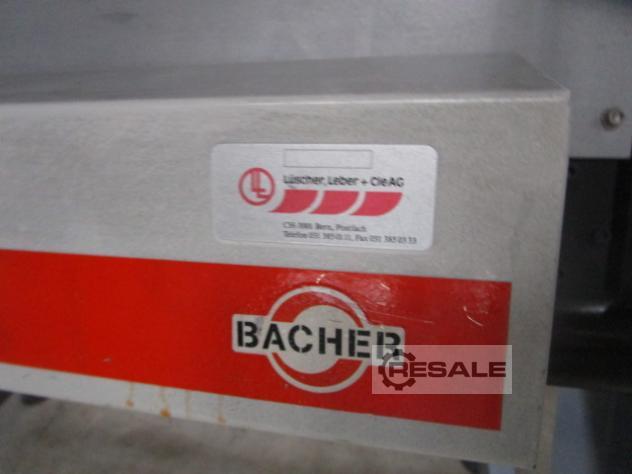 LL Lüscher, Leber + Cie AG
CH-3001 Bern, Postfach
Telefon 031 385 01 11, Fax 031 385 03 33
BACHER
RESALE